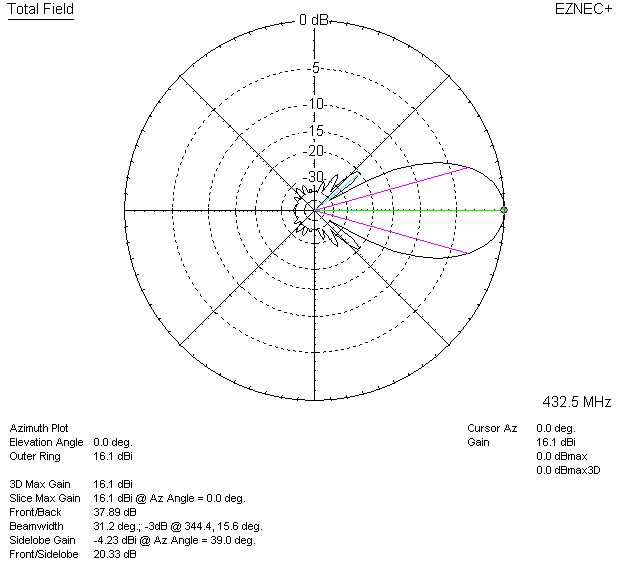 Total Field
EZNEC+
0 dB
-5
-10
-15
-20
-30
432.5 MHz
Azimuth Plot
Elevation Angle 0.0 deg.
Outer Ring 16.1 dBi
3D Max Gain 16.1 dBi
Slice Max Gain 16.1 dBi @ Az Angle = 0.0 deg.
Front/Back 37.89 dB
Beamwidth 31.2 deg.; -3dB @ 344.4, 15.6 deg.
Sidelobe Gain -4.23 dBi @ Az Angle = 39.0 deg.
Front/Sidelobe 20.33 dB
Cursor Az 0.0 deg.
Gain 16.1 dBi
0.0 dBmax
0.0 dBmax3D